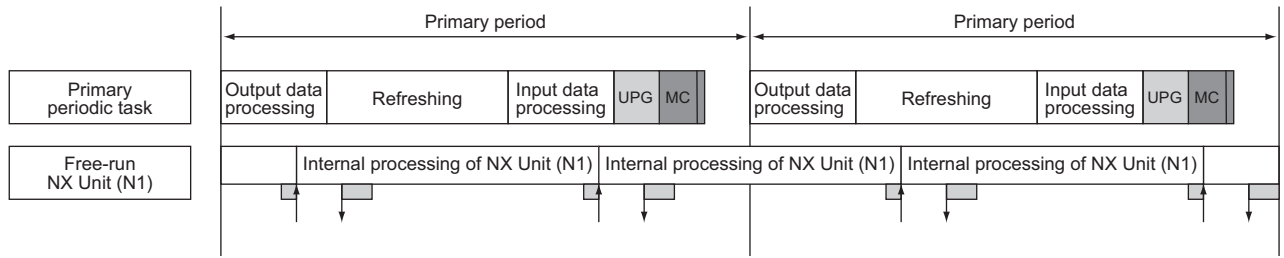 Primary period
Primary period
Primary
periodic task
Output data
processing
Refreshing
Input data
processing
UPG
MC
Output data
processing
Refreshing
Input data
processing
UPG
MC
Free-run
NX Unit (N1)
Internal processing of NX Unit (N1)
Internal processing of NX Unit (N1)
Internal processing of NX Unit (N1)